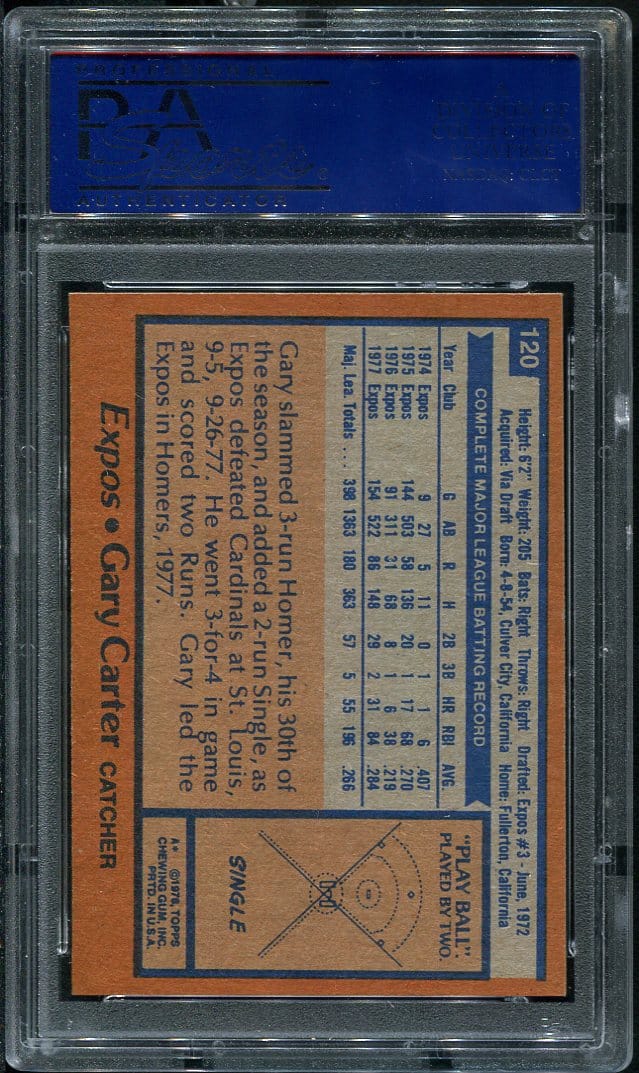 PROFESSIONAL
PSA
Sports
AUTHENTICATOR
A
DIVISION OF
COLLECTORS
UNIVERSE
NASDAQ: CLCT
120
Height: 6'2" Weight: 205 Bats: Right Throws: Right Drafted: Expos #3 - June, 1972
Acquired: Via Draft Born: 4-8-54, Culver City, California Home: Fullerton, California
COMPLETE MAJOR LEAGUE BATTING RECORD
Year Club G AB R H 2B 3B HR RBI AVG.
1974 Expos 9 27 5 11 0 1 1 6 .407
1975 Expos 144 503 58 136 20 1 17 68 .270
1976 Expos 91 311 31 68 8 1 6 38 .219
1977 Expos 154 522 86 148 29 2 31 84 .284
Maj. Lea. Totals ... 398 1363 180 363 57 5 55 196 .266
Gary slammed 3-run Homer, his 30th of
the season, and added a 2-run Single, as
Expos defeated Cardinals at St. Louis,
9-5, 9-26-77. He went 3-for-4 in game
and scored two Runs. Gary led the
Expos in Homers, 1977.
"PLAY BALL".
PLAYED BY TWO.
SINGLE
Expos • Gary Carter CATCHER
A* ©1978, TOPPS
CHEWING GUM, INC.
PRTD. IN U.S.A.